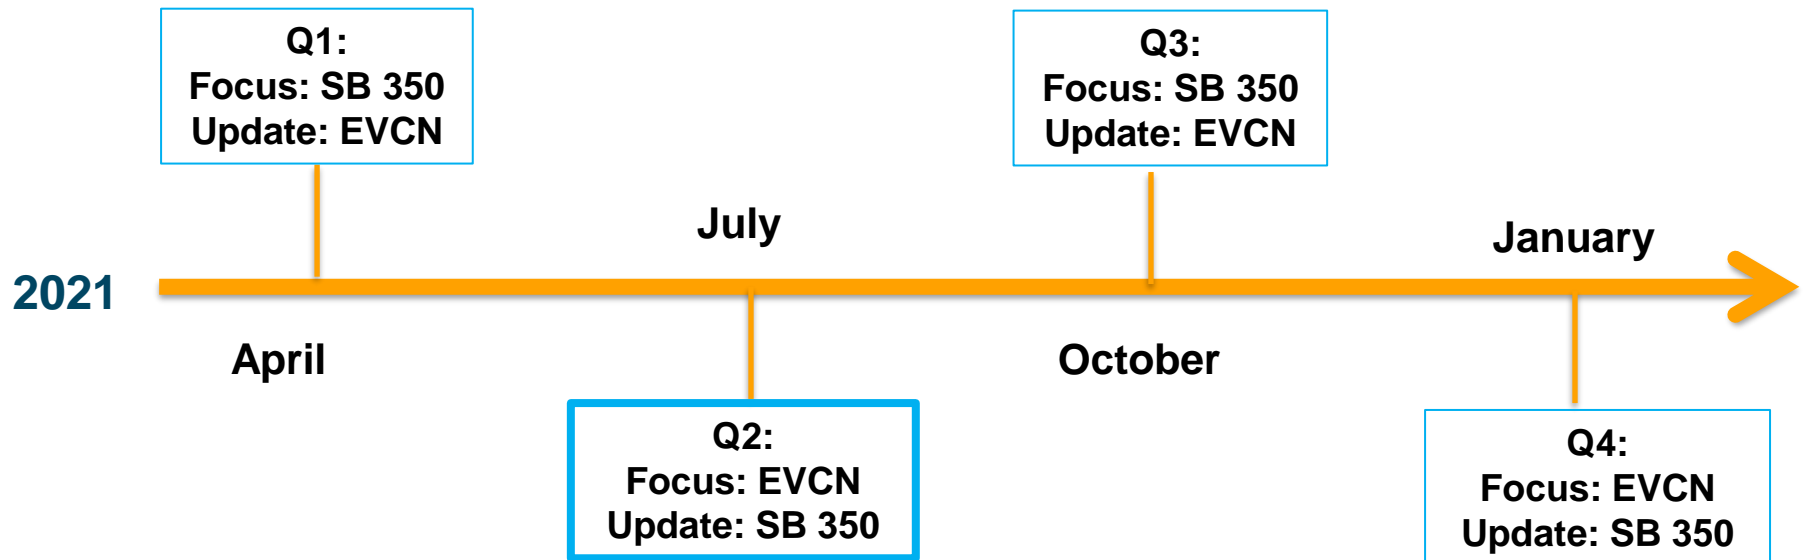 Q1:
Focus: SB 350
Update: EVCN
Q3:
Focus: SB 350
Update: EVCN
July
January
2021
April
October
Q2:
Focus: EVCN
Update: SB 350
Q4:
Focus: EVCN
Update: SB 350